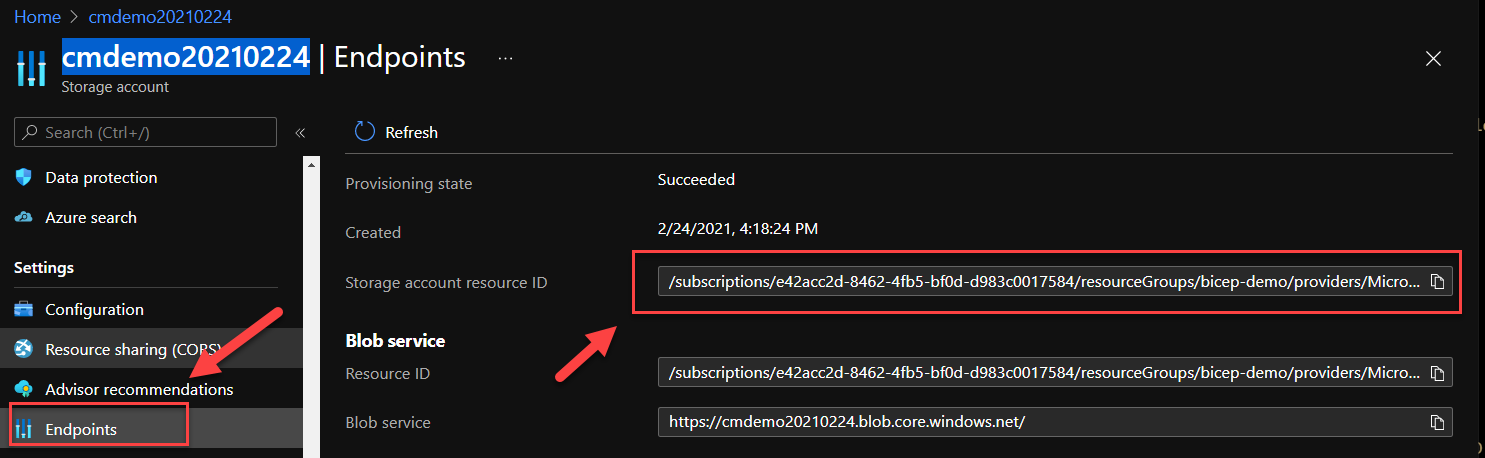 Home > cmdemo20210224
cmdemo20210224 | Endpoints ...
Storage account
Search (Ctrl+/)
«
Data protection
Azure search
Settings
Configuration
Resource sharing (CORS)
Advisor recommendations
Endpoints
Refresh
Provisioning state Succeeded
Created 2/24/2021, 4:18:24 PM
Storage account resource ID /subscriptions/e42acc2d-8462-4fb5-bf0d-d983c0017584/resourceGroups/bicep-demo/providers/Micro...
Blob service
Resource ID /subscriptions/e42acc2d-8462-4fb5-bf0d-d983c0017584/resourceGroups/bicep-demo/providers/Micro...
Blob service https://cmdemo20210224.blob.core.windows.net/